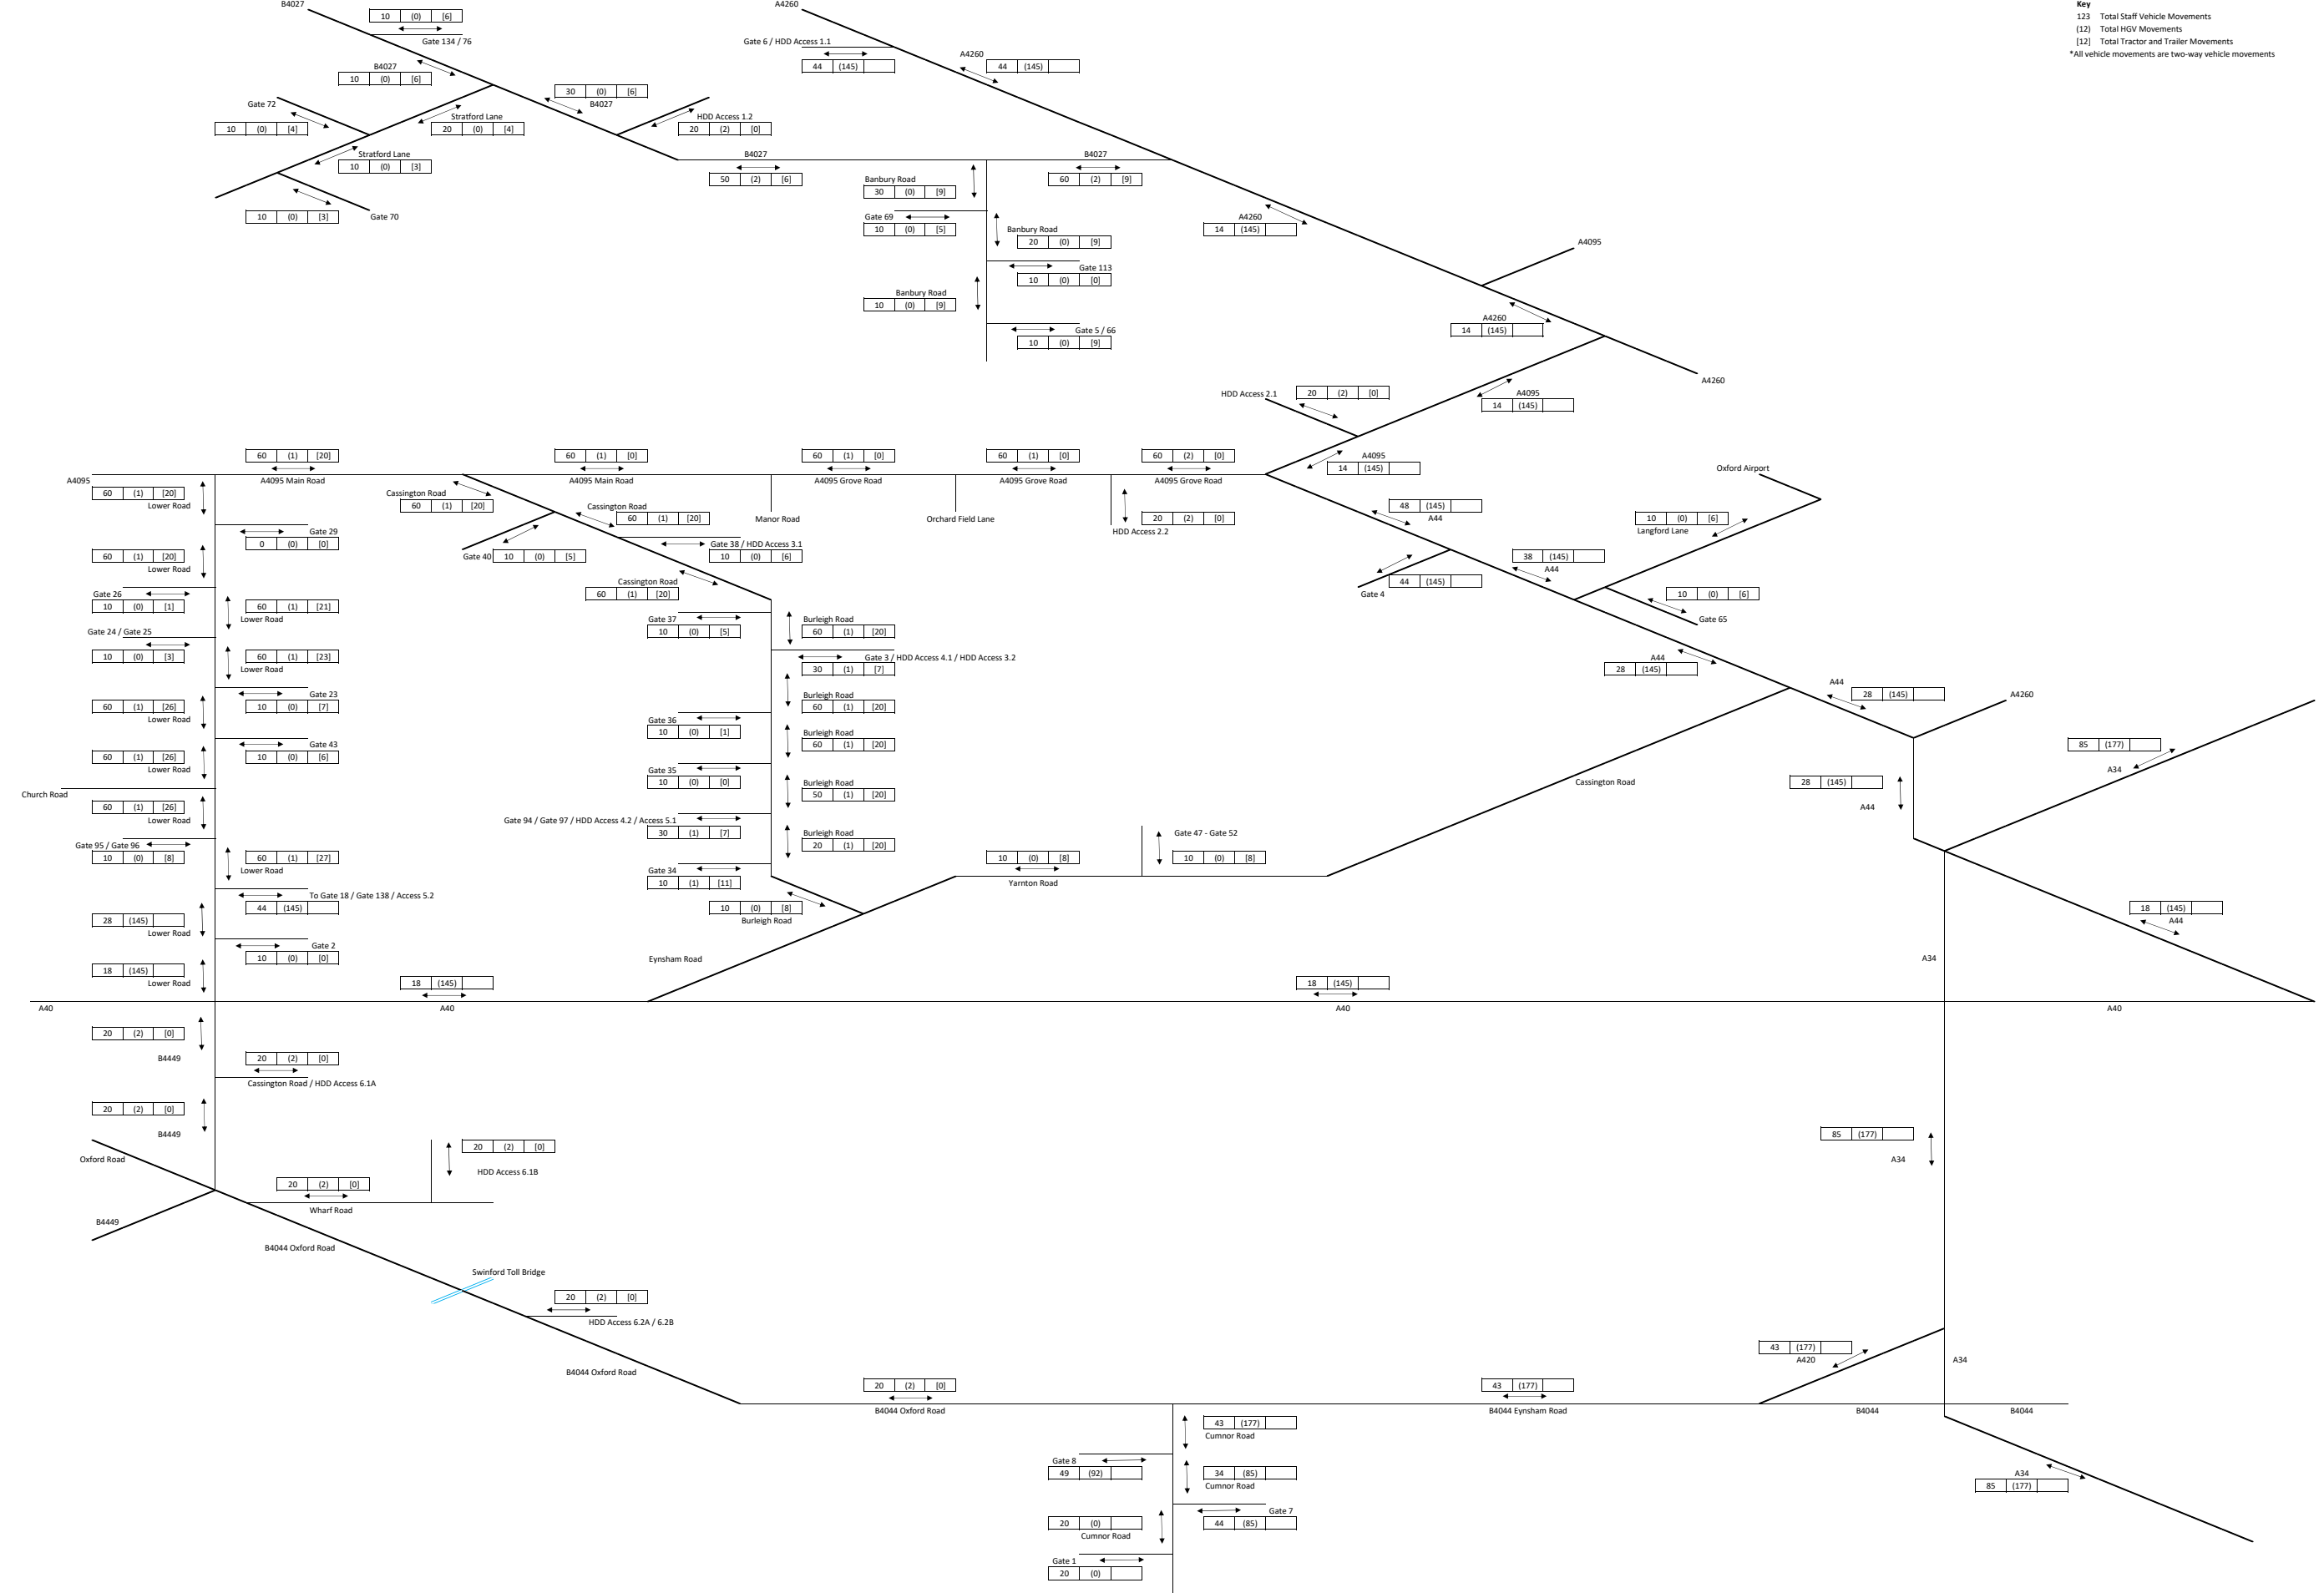 B4027
10 (0) [6]
Gate 134 / 76
B4027
10 (0) [6]
30 (0) [6]
B4027
Gate 72
10 (0) [4]
Stratford Lane
20 (0) [4]
HDD Access 1.2
20 (2) [0]
Stratford Lane
10 (0) [3]
10 (0) [3]
Gate 70
B4027
50 (2) [6]
B4027
60 (2) [9]
Banbury Road
30 (0) [9]
Gate 69
10 (0) [5]
Banbury Road
20 (0) [9]
Gate 113
10 (0) [0]
Banbury Road
10 (0) [9]
Gate 5 / 66
10 (0) [9]
A4260
Gate 6 / HDD Access 1.1
44 (145)
A4260
44 (145)
A4260
14 (145)
A4095
A4260
14 (145)
A4260
Key
123 Total Staff Vehicle Movements
(12) Total HGV Movements
[12] Total Tractor and Trailer Movements
*All vehicle movements are two-way vehicle movements
HDD Access 2.1
20 (2) [0]
A4095
14 (145)
A4095
14 (145)
A4095
60 (1) [20]
A4095 Main Road
60 (1) [0]
A4095 Main Road
60 (1) [0]
A4095 Grove Road
60 (1) [0]
A4095 Grove Road
60 (2) [0]
A4095 Grove Road
Manor Road
Orchard Field Lane
20 (2) [0]
HDD Access 2.2
60 (1) [20]
Lower Road
Gate 29
0 (0) [0]
60 (1) [20]
Lower Road
Gate 26
10 (0) [1]
60 (1) [21]
Lower Road
Gate 24 / Gate 25
10 (0) [3]
60 (1) [23]
Lower Road
Gate 23
10 (0) [7]
60 (1) [26]
Lower Road
Gate 43
10 (0) [6]
60 (1) [26]
Lower Road
Church Road
60 (1) [26]
Lower Road
Gate 95 / Gate 96
10 (0) [8]
60 (1) [27]
Lower Road
To Gate 18 / Gate 138 / Access 5.2
44 (145)
28 (145)
Lower Road
Gate 2
10 (0) [0]
18 (145)
Lower Road
Cassington Road
60 (1) [20]
Cassington Road
60 (1) [20]
Gate 40
10 (0) [5]
Gate 38 / HDD Access 3.1
10 (0) [6]
Cassington Road
60 (1) [20]
Gate 37
10 (0) [5]
Burleigh Road
60 (1) [20]
Gate 3 / HDD Access 4.1 / HDD Access 3.2
30 (1) [7]
Burleigh Road
60 (1) [20]
Gate 36
10 (0) [1]
Burleigh Road
60 (1) [20]
Gate 35
10 (0) [0]
Burleigh Road
50 (1) [20]
Gate 94 / Gate 97 / HDD Access 4.2 / Access 5.1
30 (1) [7]
Burleigh Road
20 (1) [20]
Gate 34
10 (1) [11]
10 (0) [8]
Burleigh Road
Eynsham Road
10 (0) [8]
Yarnton Road
Gate 47 - Gate 52
10 (0) [8]
Cassington Road
48 (145)
A44
Gate 4
44 (145)
38 (145)
A44
Oxford Airport
10 (0) [6]
Langford Lane
10 (0) [6]
Gate 65
A44
28 (145)
A44
28 (145)
A4260
28 (145)
A44
85 (177)
A34
18 (145)
A44
A34
A40
18 (145)
A40
18 (145)
A40
A40
20 (2) [0]
B4449
20 (2) [0]
Cassington Road / HDD Access 6.1A
20 (2) [0]
B4449
Oxford Road
B4449
20 (2) [0]
Wharf Road
20 (2) [0]
HDD Access 6.1B
B4044 Oxford Road
Swinford Toll Bridge
20 (2) [0]
HDD Access 6.2A / 6.2B
B4044 Oxford Road
20 (2) [0]
B4044 Oxford Road
43 (177)
B4044 Eynsham Road
43 (177)
Cumnor Road
Gate 8
49 (92)
34 (85)
Cumnor Road
Gate 7
44 (85)
20 (0)
Cumnor Road
Gate 1
20 (0)
85 (177)
A34
43 (177)
A420
A34
B4044
B4044
A34
85 (177)